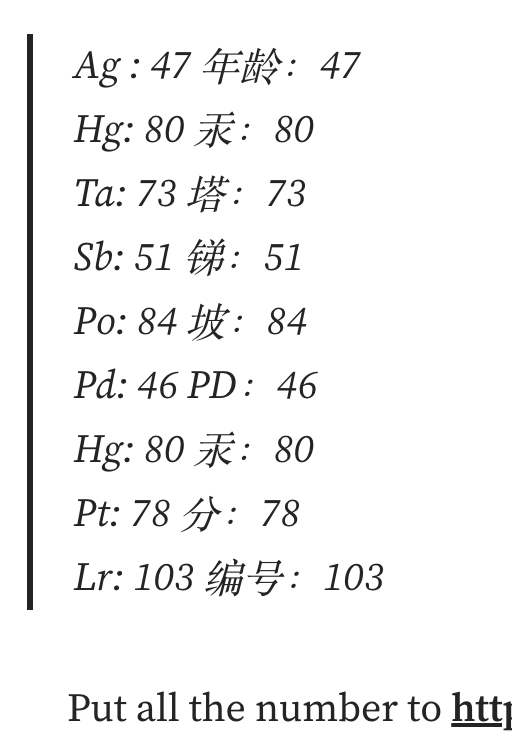 Ag : 47 年龄： 47
Hg: 80 汞： 80
Ta: 73 塔： 73
Sb: 51 锑： 51
Po: 84 坡： 84
Pd: 46 PD： 46
Hg: 80 汞： 80
Pt: 78 分： 78
Lr: 103 编号： 103
Put all the number to